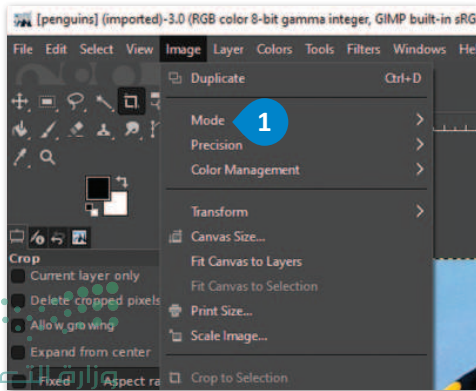 [penguins] (imported)-3.0 (RGB color 8-bit gamma integer, GIMP built-in sRG
File Edit Select View Image Layer Colors Tools Filters Windows He
Duplicate Ctrl+D
Mode 1
Precision
Color Management
Transform
Canvas Size...
Fit Canvas to Layers
Fit Canvas to Selection
Print Size...
Scale Image...
Crop to Selection
Crop
Current layer only
Delete cropped pixels
Allow growing
Expand from center
Fixed Aspect ra